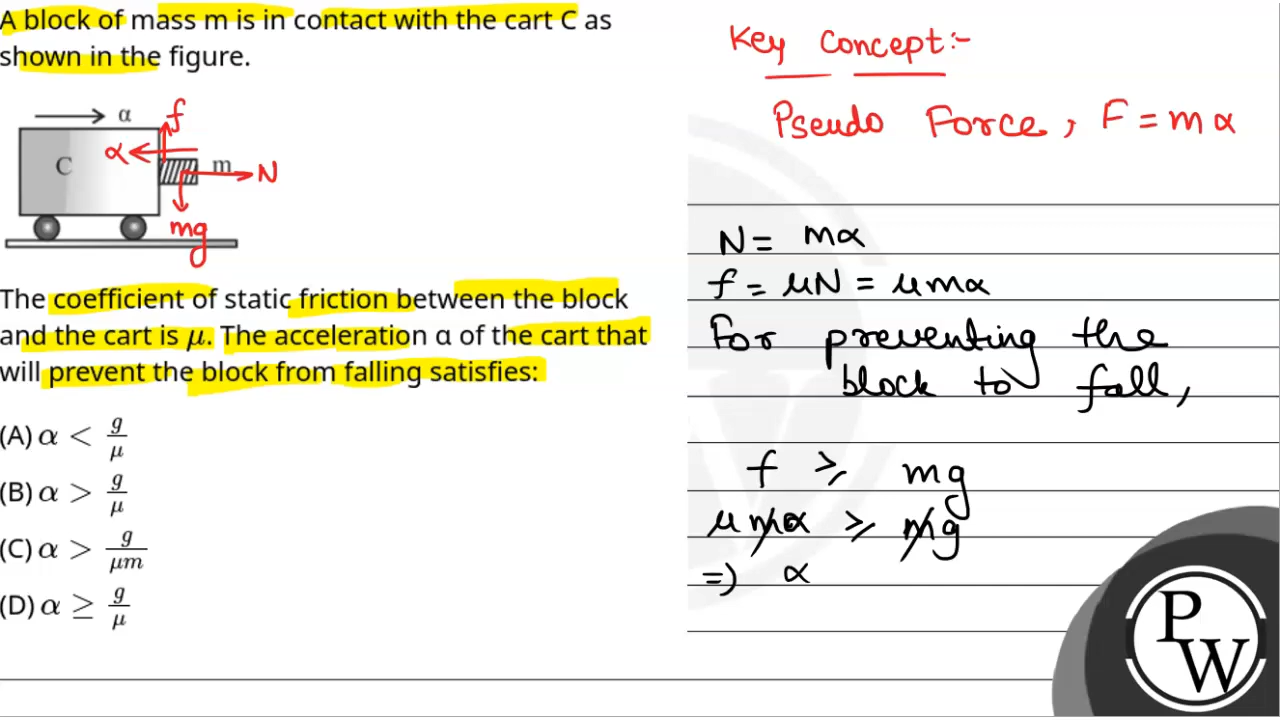 A block of mass m is in contact with the cart C as
shown in the figure.
α
f
C
α
m
N
mg
The coefficient of static friction between the block
and the cart is μ. The acceleration α of the cart that
will prevent the block from falling satisfies:
(A) α < g/μ
(B) α > g/μ
(C) α > g/μm
(D) α ≥ g/μ
Key Concept:-
Pseudo Force, F = mα
N = mα
f = μN = μmα
For preventing the
block to fall,
f ≥ mg
μmα ≥ mg
=) α
PW